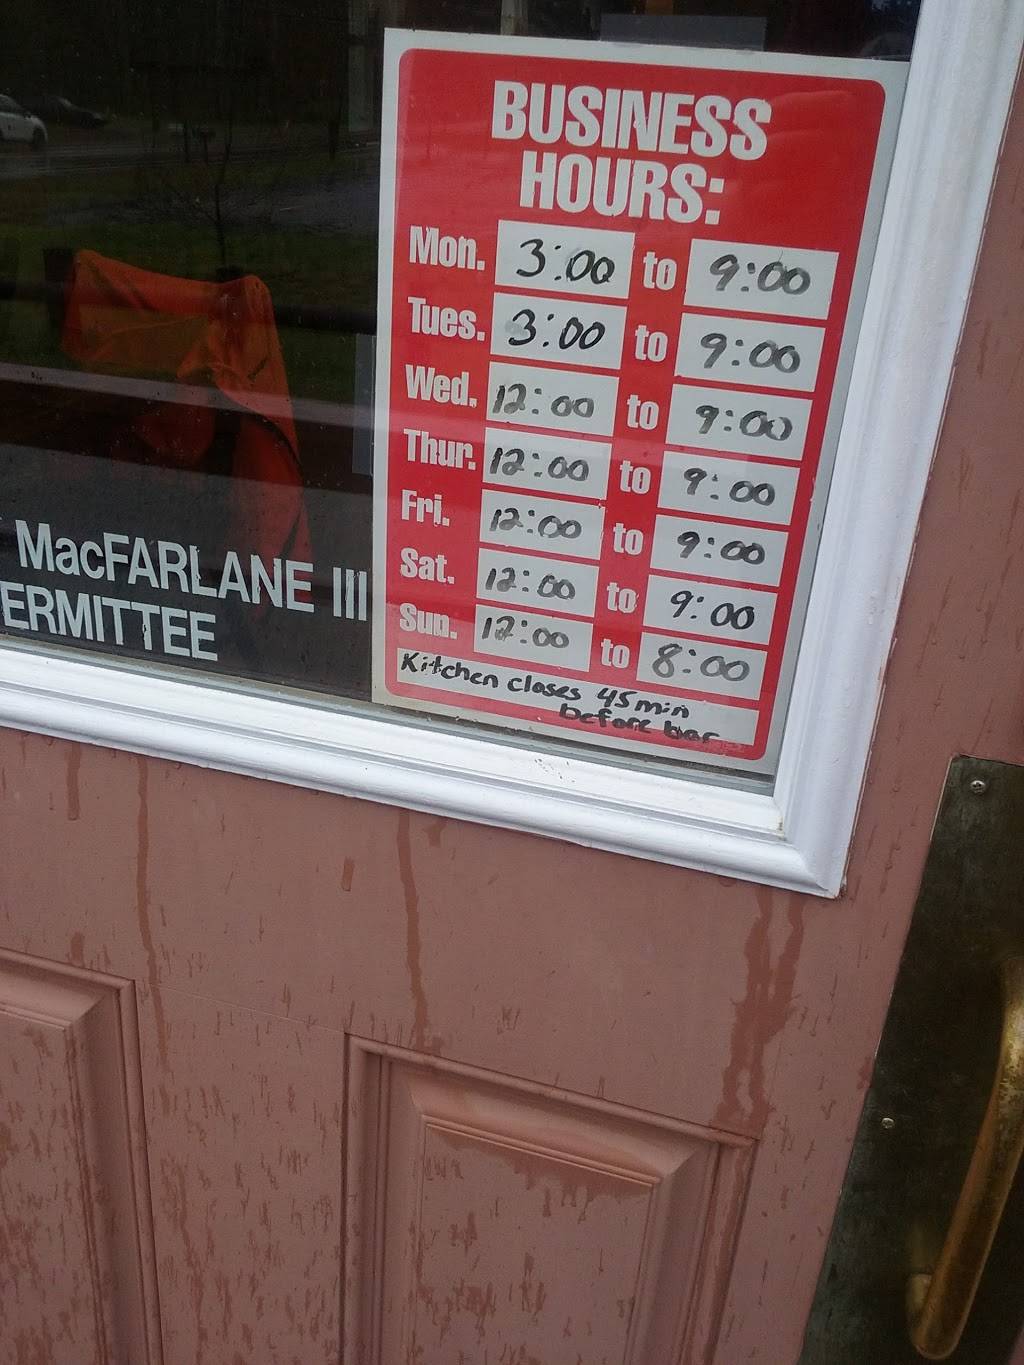 BUSINESS
HOURS:
Mon. 3:00 to 9:00
Tues. 3:00 to 9:00
Wed. 12:00 to 9:00
Thur. 12:00 to 9:00
Fri. 12:00 to 9:00
Sat. 12:00 to 9:00
Sun. 12:00 to 8:00
Kitchen closes 45 min
before bar
MacFARLANE III
ERMITTEE